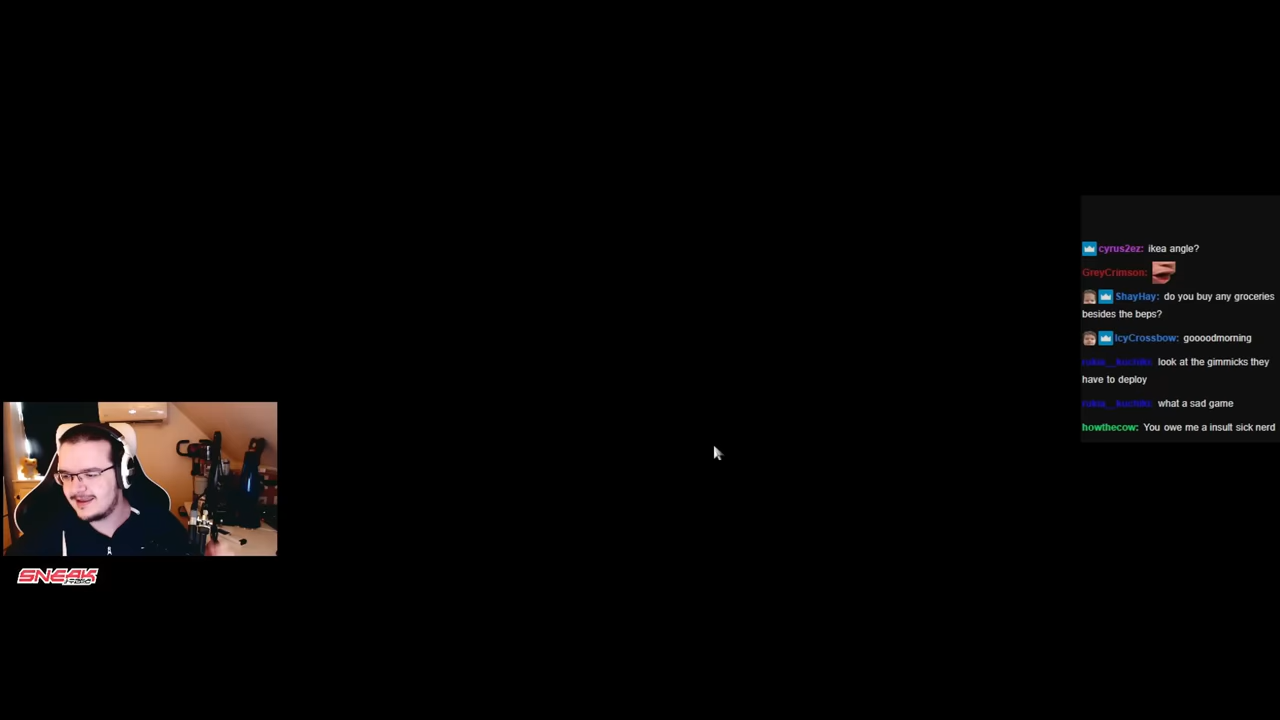 cyrus2ez: ikea angle?
GreyCrimson:
ShayHay: do you buy any groceries
besides the beps?
IcyCrossbow: goooodmorning
look at the gimmicks they
have to deploy
what a sad game
howthecow: You owe me a insult sick nerd
SNEAK